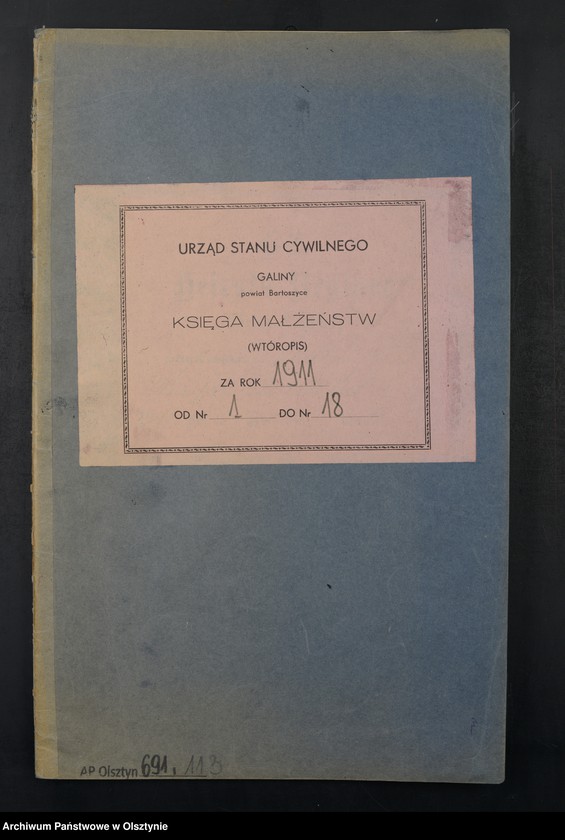 URZĄD STANU CYWILNEGO
GALINY
powiat Bartoszyce
KSIĘGA MAŁŻEŃSTW
(WTÓROPIS)
ZA ROK 1911
OD Nr 1 DO Nr 18
AP Olsztyn 691,
Archiwum Państwowe w Olsztynie